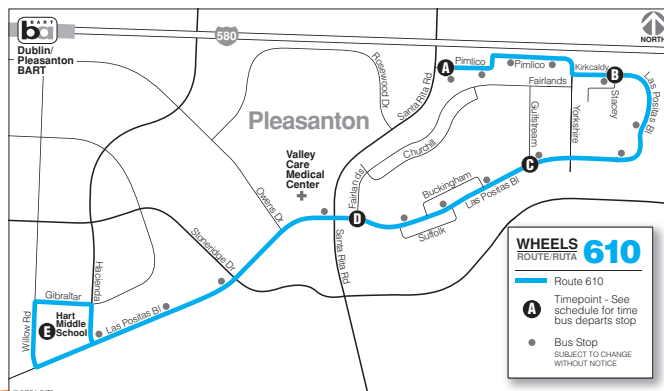 BART
ba
Dublin/
Pleasanton
BART
580
NORTH
Rosewood Dr
Santa Rita Rd
A
Pimlico
Pimlico
Kirkcaldy
B
Fairlands
Stacey
Las Positas Bl
Gulfstream
Yorkshire
Pleasanton
Churchill
Valley
Care
Medical
Center
Fairlands
C
Buckingham
Las Positas Bl
Suffolk
D
Owens Dr
Santa Rita Rd
Stoneridge Dr
Hacienda
Gibraltar
Willow Rd
E
Hart
Middle
School
Las Positas Bl
WHEELS
ROUTE/RUTA
610
Route 610
A
Timepoint - See
schedule for time
bus departs stop
Bus Stop
SUBJECT TO CHANGE
WITHOUT NOTICE